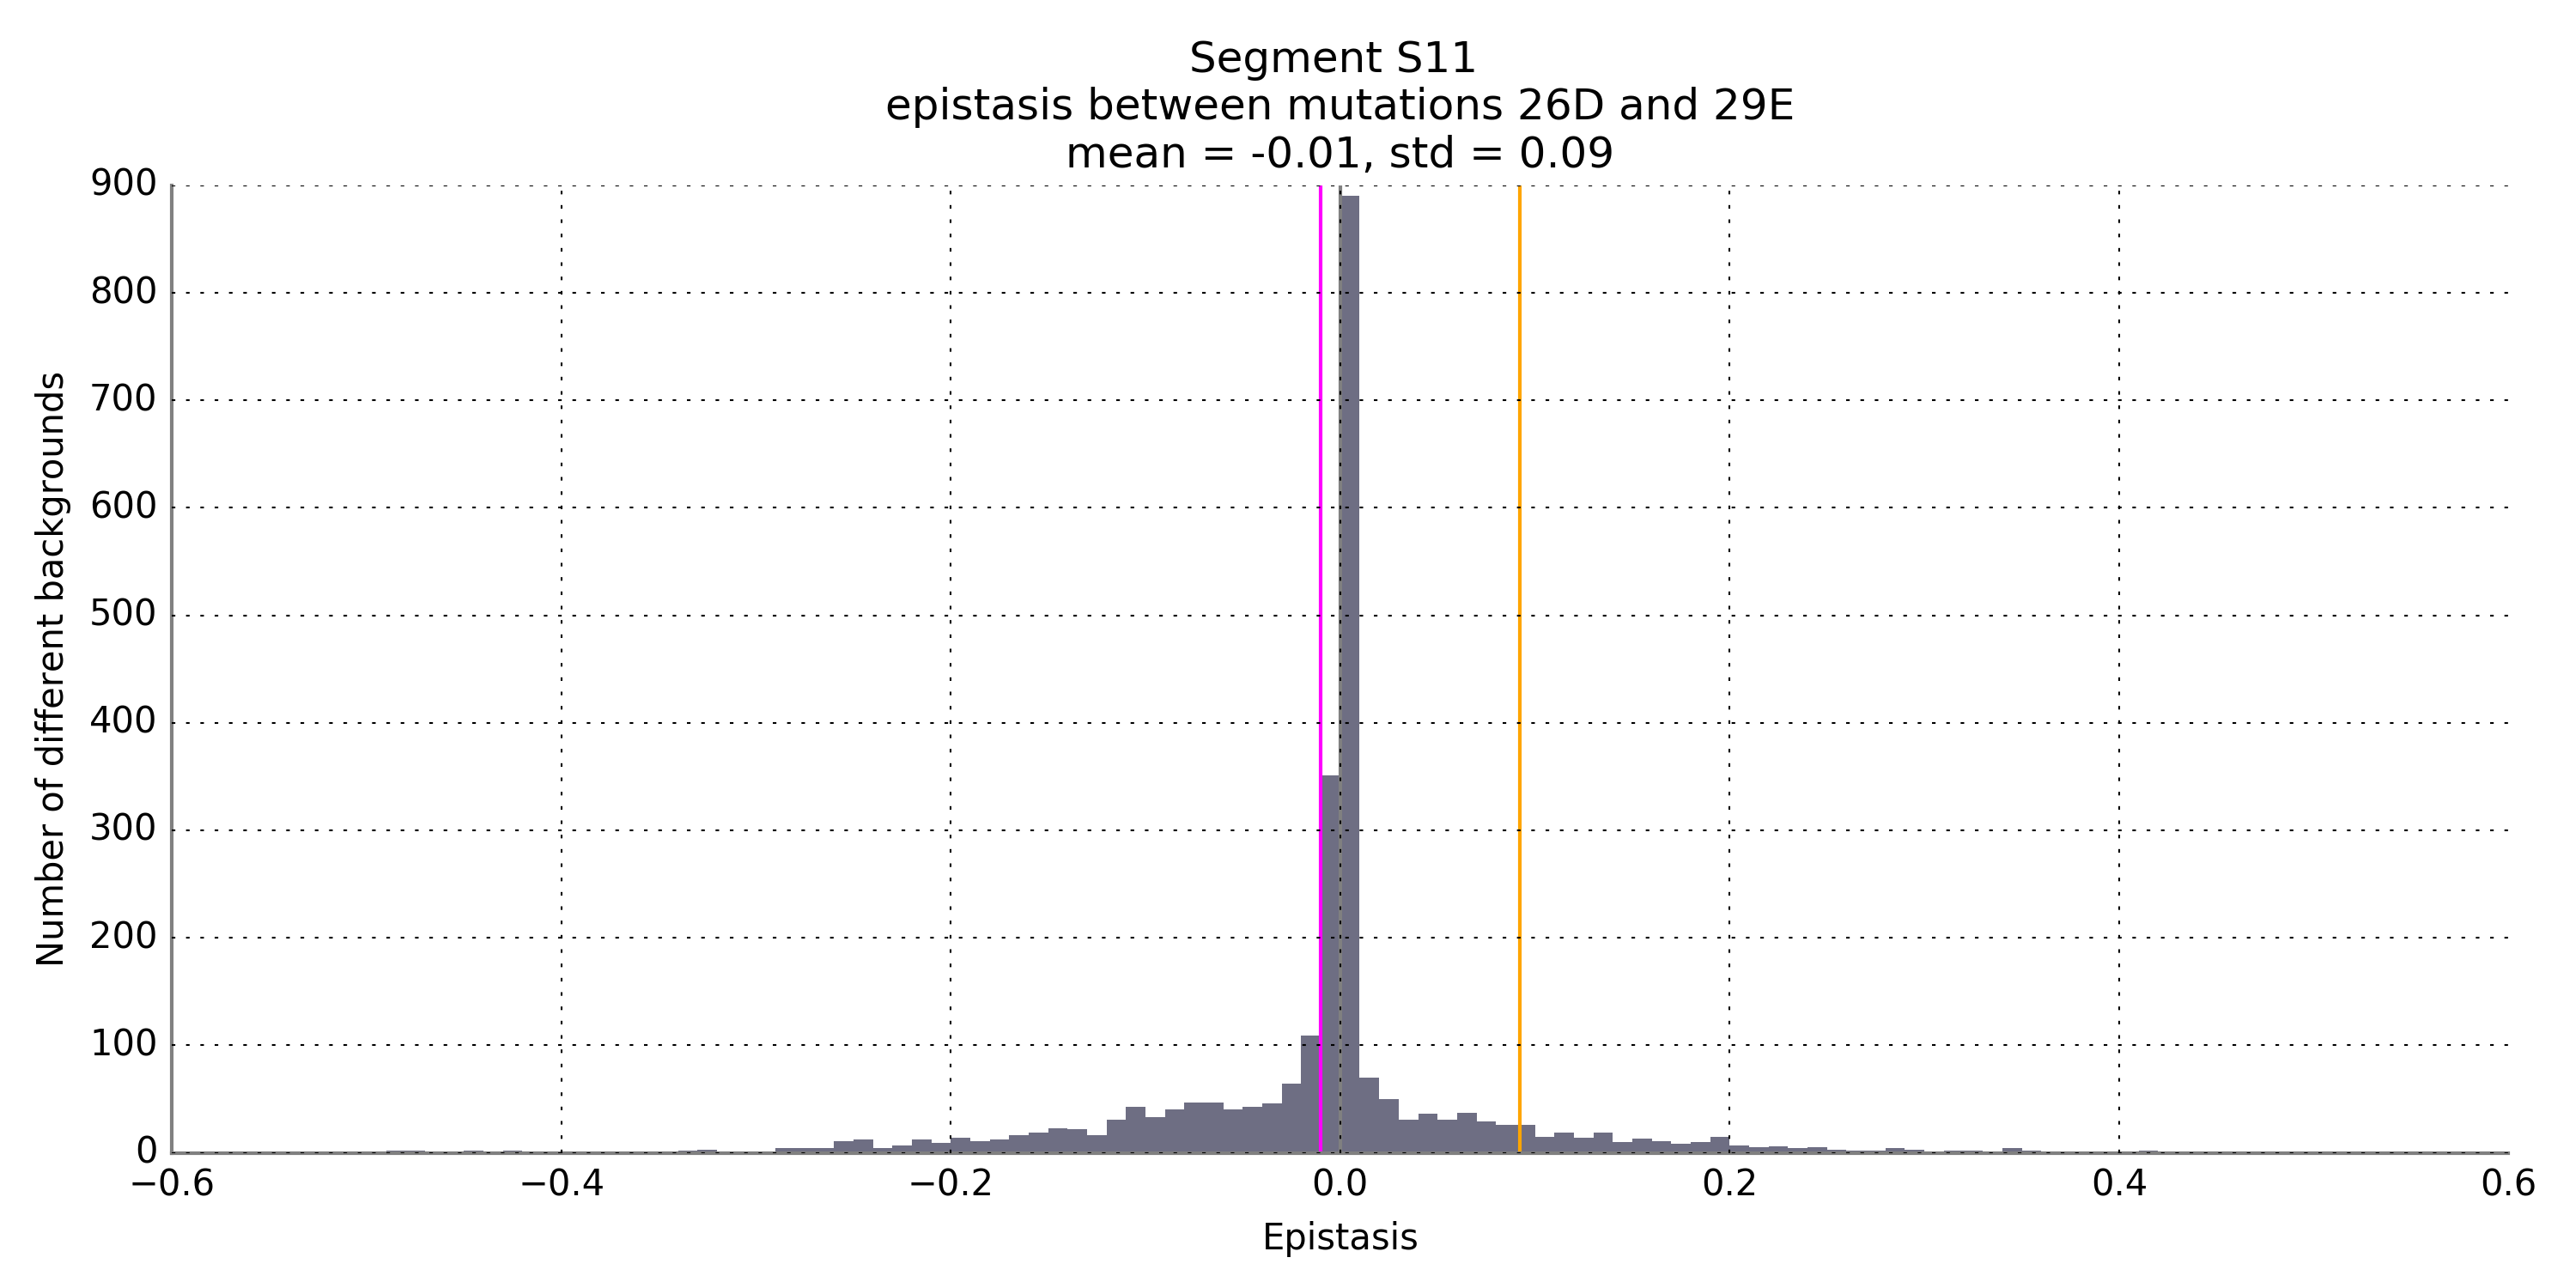 Segment S11
epistasis between mutations 26D and 29E
mean = -0.01, std = 0.09
Number of different backgrounds
900
800
700
600
500
400
300
200
100
0
−0.6 −0.4 −0.2 0.0 0.2 0.4 0.6
Epistasis